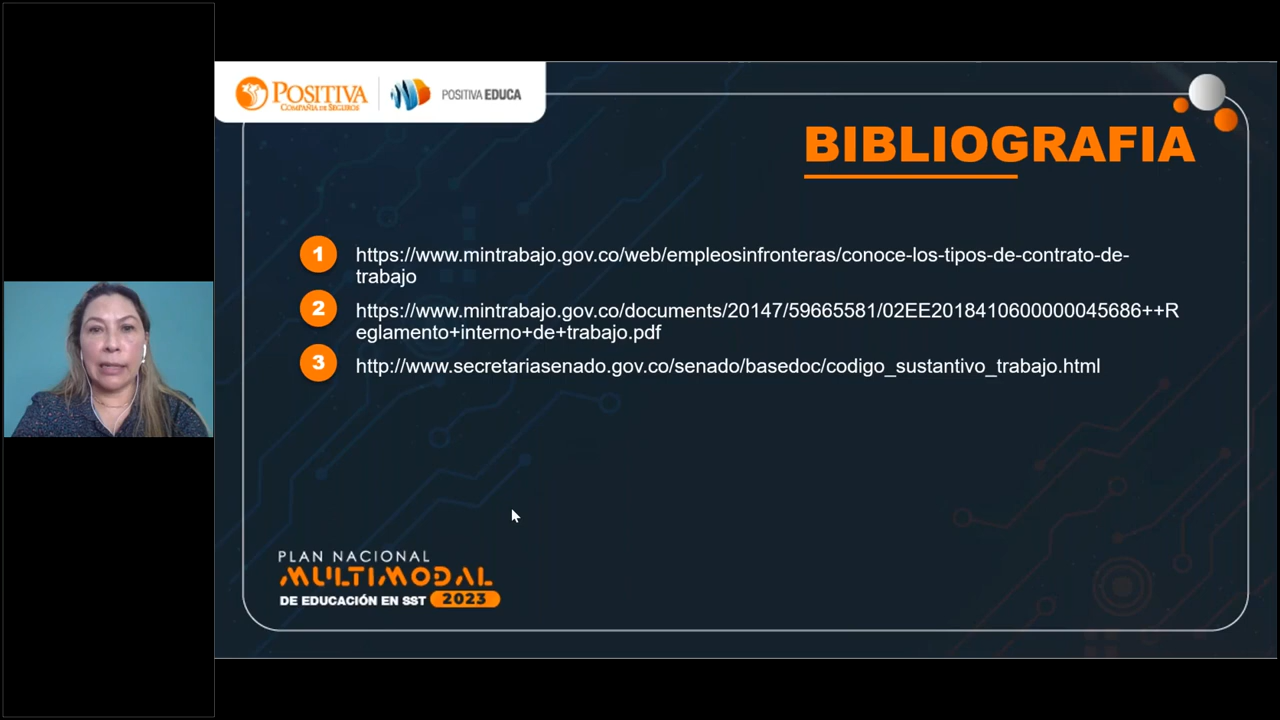 POSITIVA
COMPAÑÍA DE SEGUROS
POSITIVA EDUCA
BIBLIOGRAFIA
1 https://www.mintrabajo.gov.co/web/empleosinfronteras/conoce-los-tipos-de-contrato-de-
trabajo
2 https://www.mintrabajo.gov.co/documents/20147/59665581/02EE2018410600000045686++R
eglamento+interno+de+trabajo.pdf
3 http://www.secretariasenado.gov.co/senado/basedoc/codigo_sustantivo_trabajo.html
PLAN NACIONAL
MULTIMODAL
DE EDUCACIÓN EN SST 2023